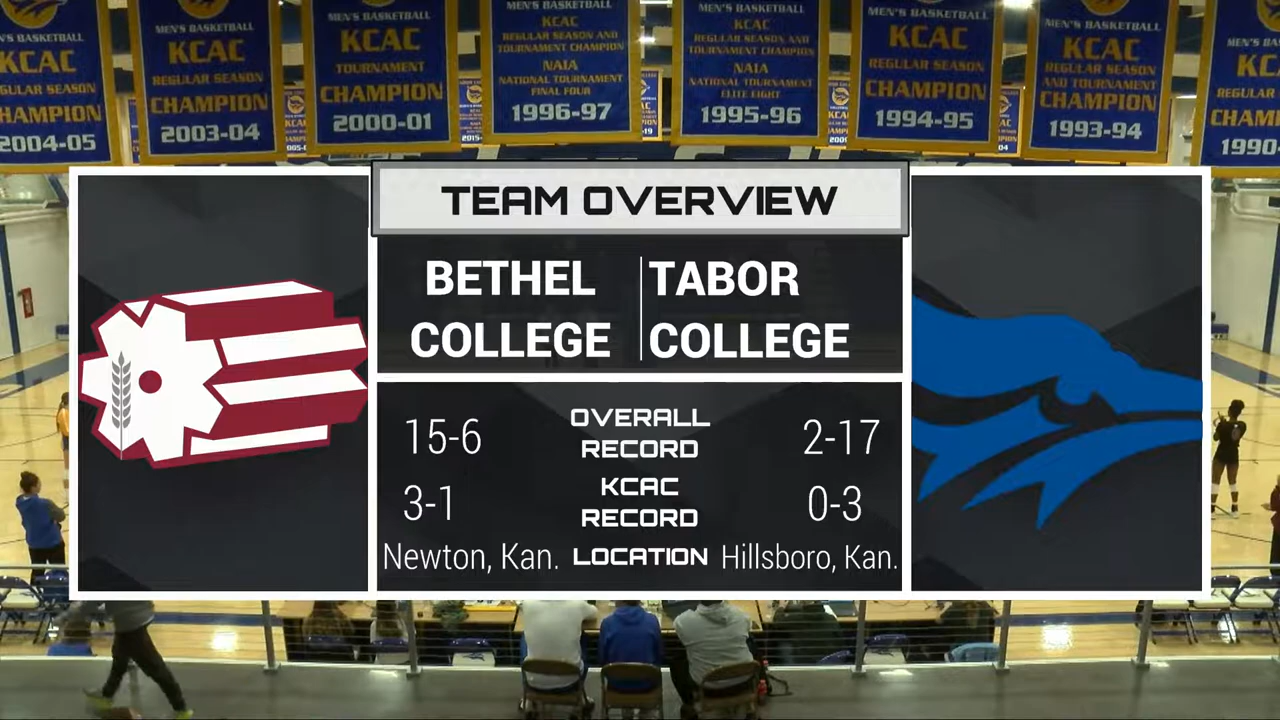 MEN'S BASKETBALL
KCAC
REGULAR SEASON
CHAMPION
2004-05
MEN'S BASKETBALL
KCAC
REGULAR SEASON
CHAMPION
2003-04
MEN'S BASKETBALL
KCAC
TOURNAMENT
CHAMPION
2000-01
MEN'S BASKETBALL
KCAC
REGULAR SEASON AND
TOURNAMENT CHAMPION
NAIA
NATIONAL TOURNAMENT
FINAL FOUR
1996-97
MEN'S BASKETBALL
KCAC
REGULAR SEASON AND
TOURNAMENT CHAMPION
NAIA
NATIONAL TOURNAMENT
ELITE EIGHT
1995-96
MEN'S BASKETBALL
KCAC
REGULAR SEASON
CHAMPION
1994-95
MEN'S BASKETBALL
KCAC
REGULAR SEASON
AND TOURNAMENT
CHAMPION
1993-94
MEN'S
KC
REGULAR
CHAMP
1990-
TEAM OVERVIEW
BETHEL
COLLEGE
TABOR
COLLEGE
15-6 OVERALL RECORD 2-17
3-1 KCAC RECORD 0-3
Newton, Kan. LOCATION Hillsboro, Kan.